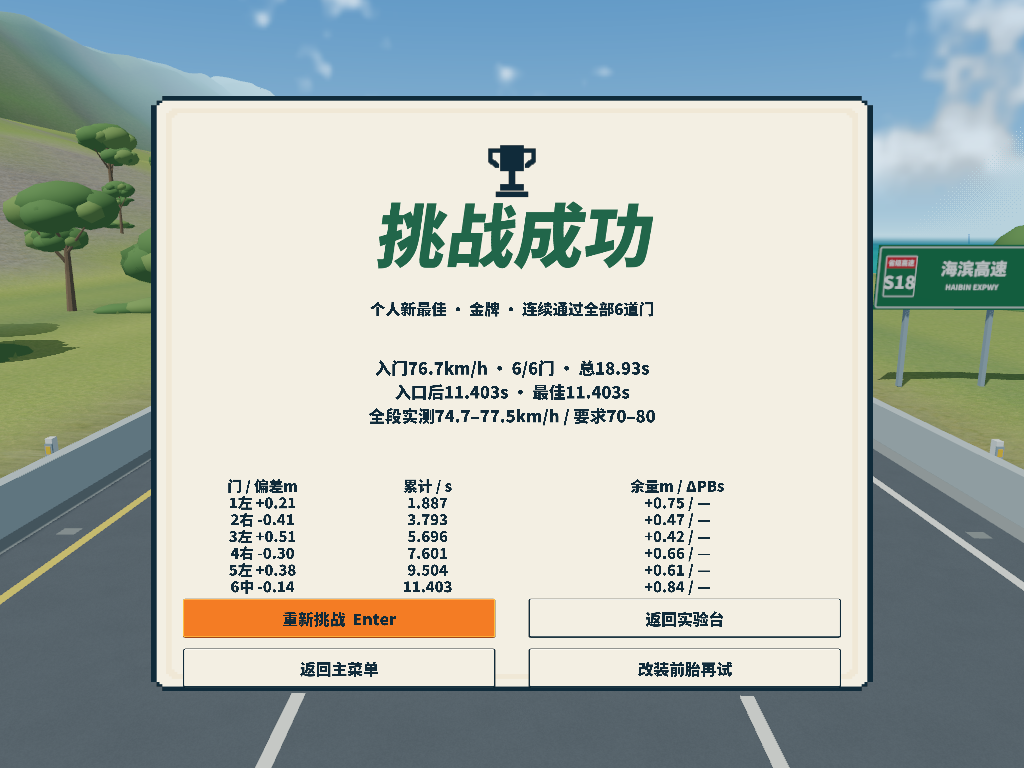 挑战成功
个人新最佳 · 金牌 · 连续通过全部6道门
入门76.7km/h · 6/6门 · 总18.93s
入口后11.403s · 最佳11.403s
全段实测74.7–77.5km/h / 要求70–80
门 / 偏差m 累计 / s 余量m / ΔPBs
1左 +0.21 1.887 +0.75 / —
2右 -0.41 3.793 +0.47 / —
3左 +0.51 5.696 +0.42 / —
4右 -0.30 7.601 +0.66 / —
5左 +0.38 9.504 +0.61 / —
6中 -0.14 11.403 +0.84 / —
重新挑战 Enter 返回实验台
返回主菜单 改装前胎再试
S18
海滨高速
HAIBIN EXPWY